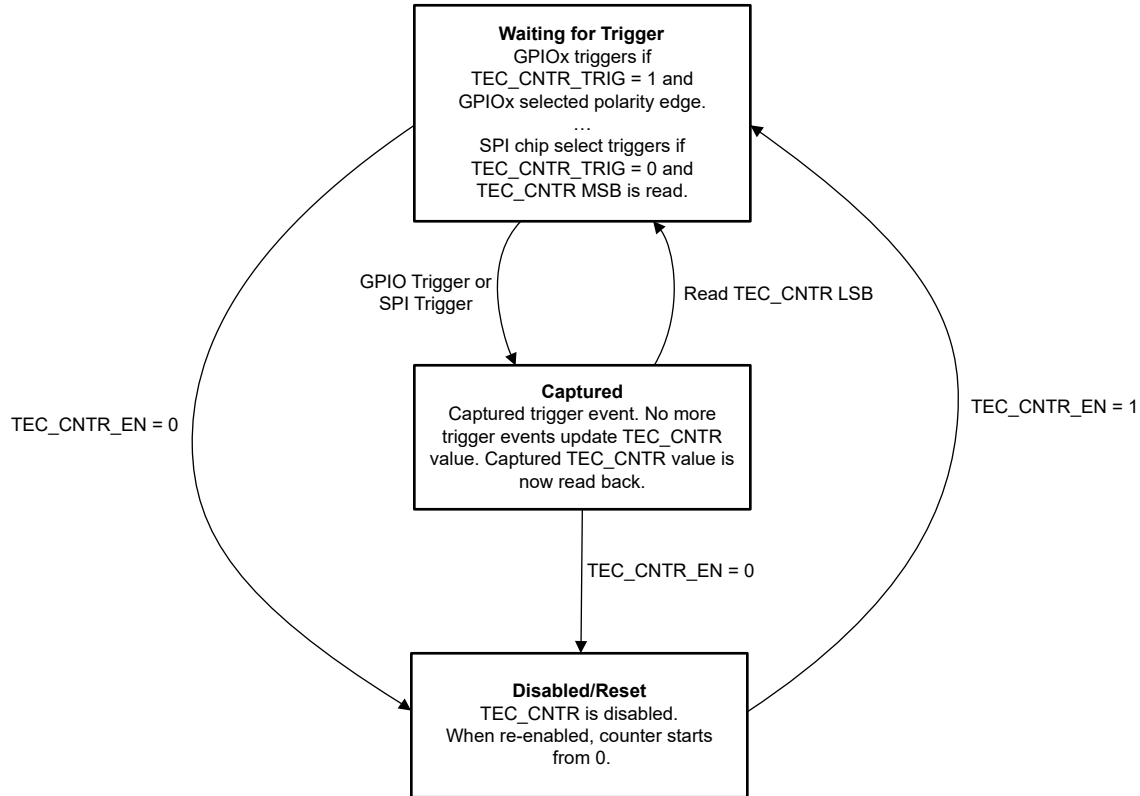 Waiting for Trigger
GPIOx triggers if
TEC_CNTR_TRIG = 1 and
GPIOx selected polarity edge.
…
SPI chip select triggers if
TEC_CNTR_TRIG = 0 and
TEC_CNTR MSB is read.
GPIO Trigger or
SPI Trigger
Read TEC_CNTR LSB
Captured
Captured trigger event. No more
trigger events update TEC_CNTR
value. Captured TEC_CNTR value is
now read back.
TEC_CNTR_EN = 0
TEC_CNTR_EN = 1
TEC_CNTR_EN = 0
Disabled/Reset
TEC_CNTR is disabled.
When re-enabled, counter starts
from 0.